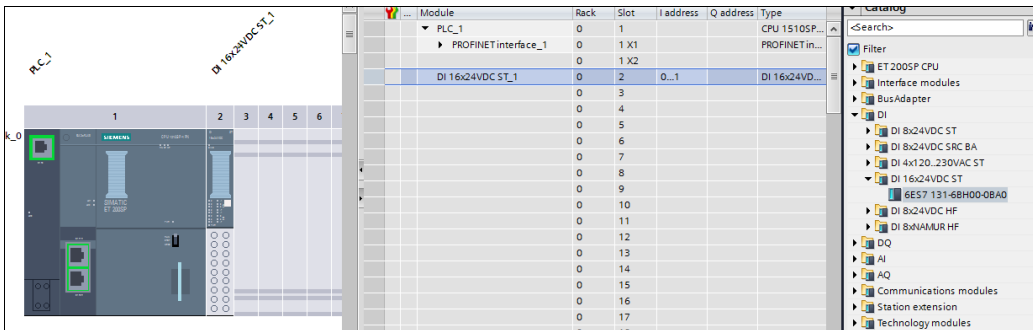 PLC_1
DI 16x24VDC ST_1
1 2 3 4 5 6
k_0
SIEMENS
SIMATIC
ET 200SP
... Module Rack Slot I address Q address Type
PLC_1 0 1 CPU 1510SP...
PROFINET interface_1 0 1 X1 PROFINET in...
0 1 X2
DI 16x24VDC ST_1 0 2 0...1 DI 16x24VD...
0 3
0 4
0 5
0 6
0 7
0 8
0 9
0 10
0 11
0 12
0 13
0 14
0 15
0 16
0 17
Catalog
<Search>
Filter
ET 200SP CPU
Interface modules
BusAdapter
DI
DI 8x24VDC ST
DI 8x24VDC SRC BA
DI 4x120..230VAC ST
DI 16x24VDC ST
6ES7 131-6BH00-0BA0
DI 8x24VDC HF
DI 8xNAMUR HF
DQ
AI
AQ
Communications modules
Station extension
Technology modules